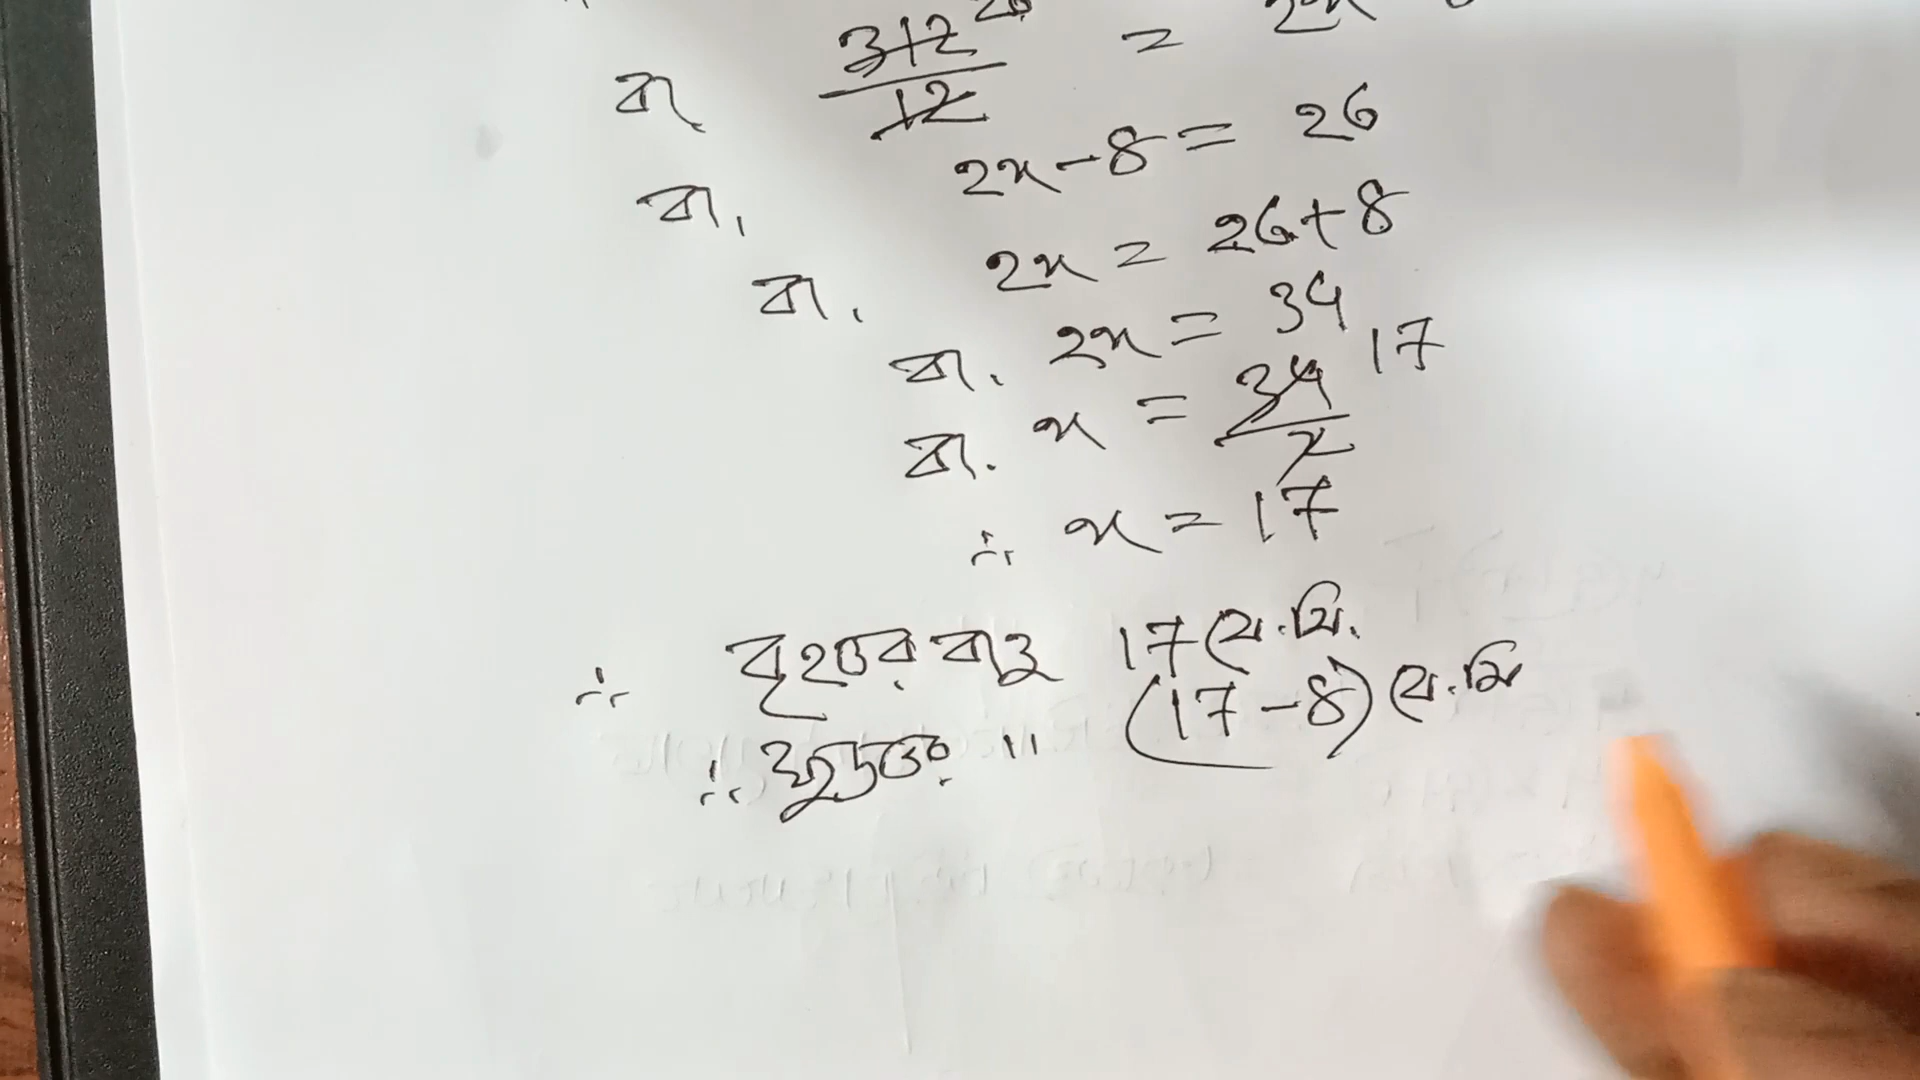 বা, 312/12 26 = 2x
বা, 2x-8 = 26
বা, 2x = 26+8
বা, 2x = 34
বা, x = 34/2 17
∴ x = 17
∴ বৃহত্তর বাহু 17 সে.মি.
∴ ক্ষুদ্রতর " (17-8) সে.মি